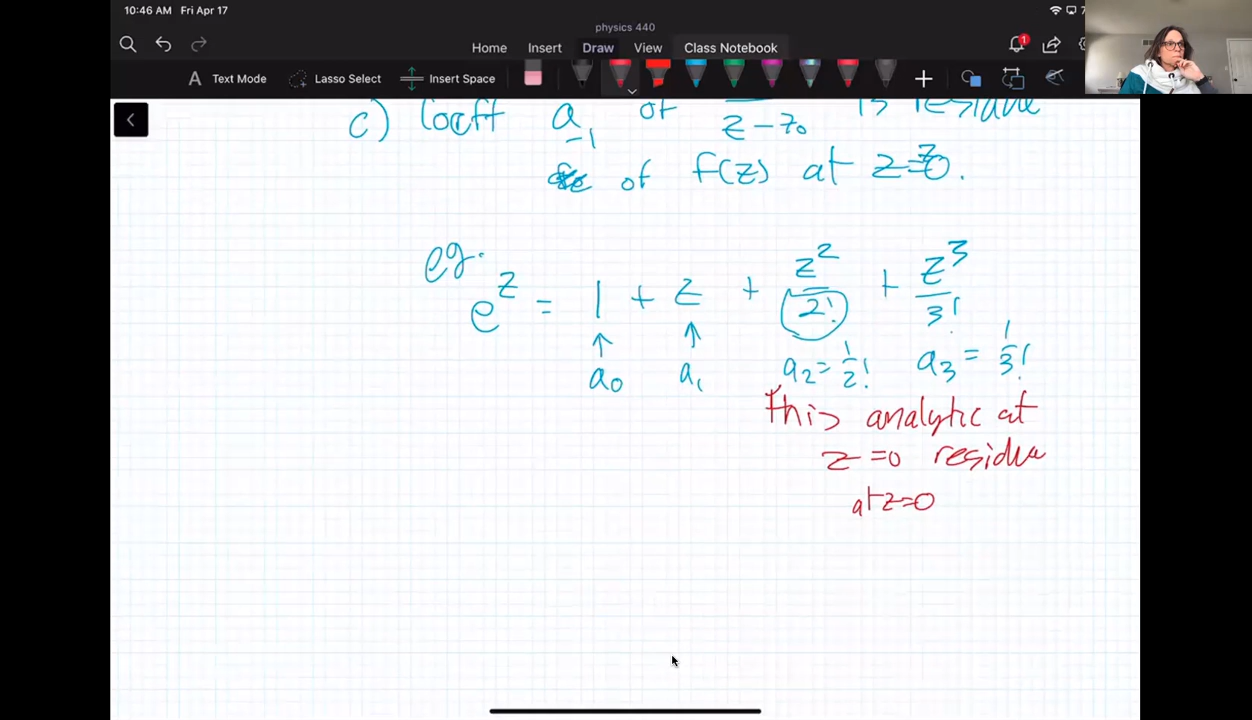 10:46 AM Fri Apr 17
physics 440
Home Insert Draw View Class Notebook
1
A Text Mode Lasso Select Insert Space
c) Coeff a₋₁ of z - z₀ is residue
of f(z) at z=z₀.
eg.
e^z = 1 + z + z²/2! + z³/3!
↑ ↑
a₀ a₁ a₂ = 1/2! a₃ = 1/3!
This analytic at
z = 0 residue
at z=0